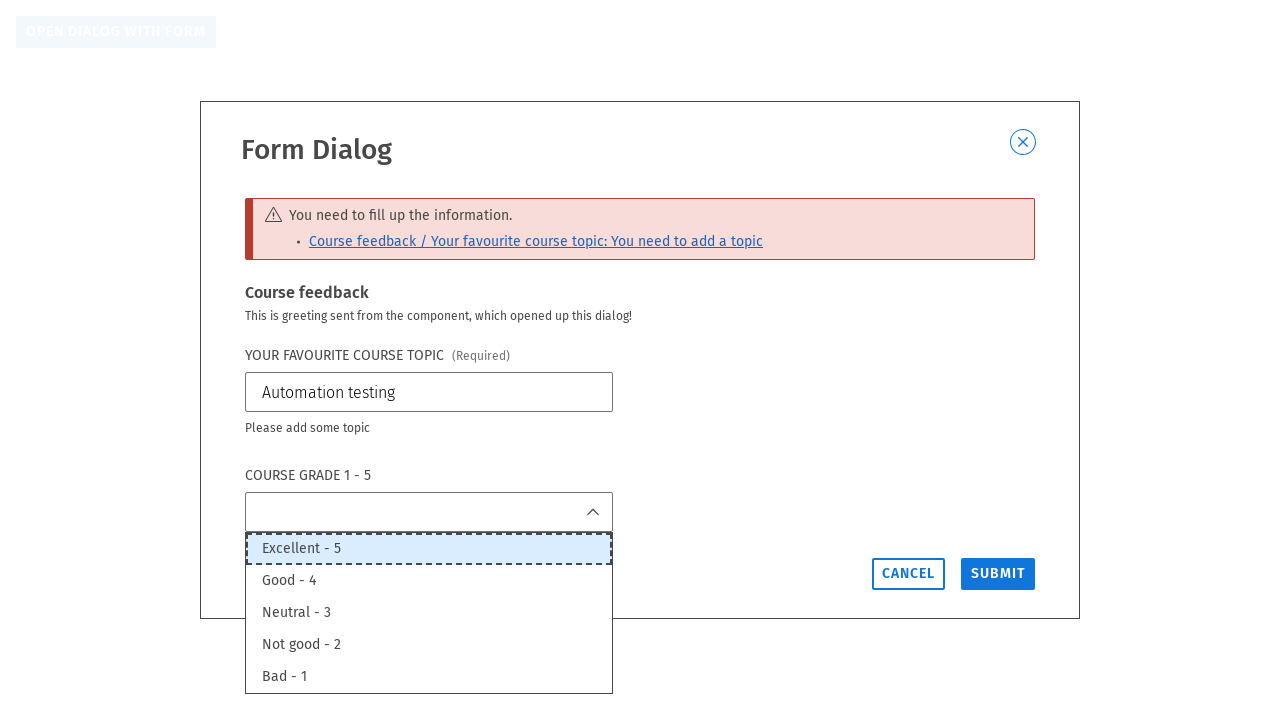 OPEN DIALOG WITH FORM
Form Dialog
You need to fill up the information.
• Course feedback / Your favourite course topic: You need to add a topic
Course feedback
This is greeting sent from the component, which opened up this dialog!
YOUR FAVOURITE COURSE TOPIC (Required)
Automation testing
Please add some topic
COURSE GRADE 1 - 5
Excellent - 5
Good - 4
Neutral - 3
Not good - 2
Bad - 1
CANCEL SUBMIT